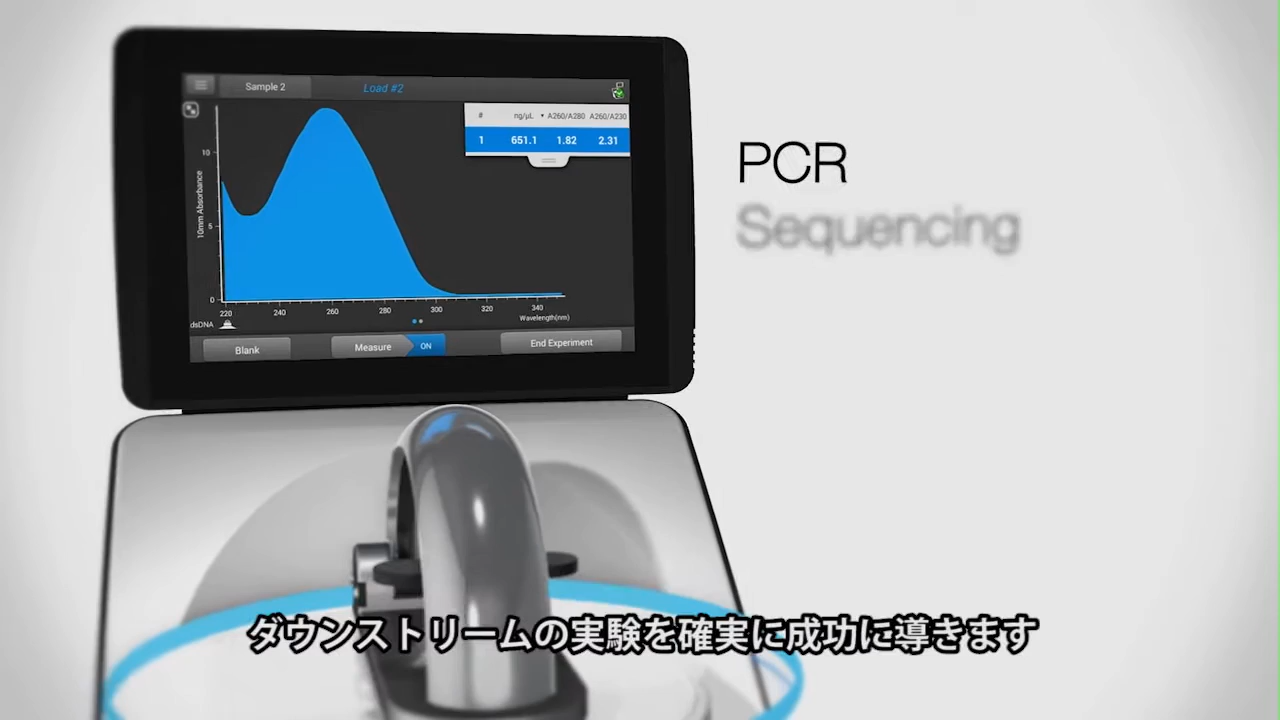 Sample 2
Load #2
# ng/µL ▾ A260/A280 A260/A230
1 651.1 1.82 2.31
10mm Absorbance
10
5
0
220 240 260 280 300 320 340
Wavelength(nm)
dsDNA
Blank
Measure
ON
End Experiment
PCR
Sequencing
ダウンストリームの実験を確実に成功に導きます